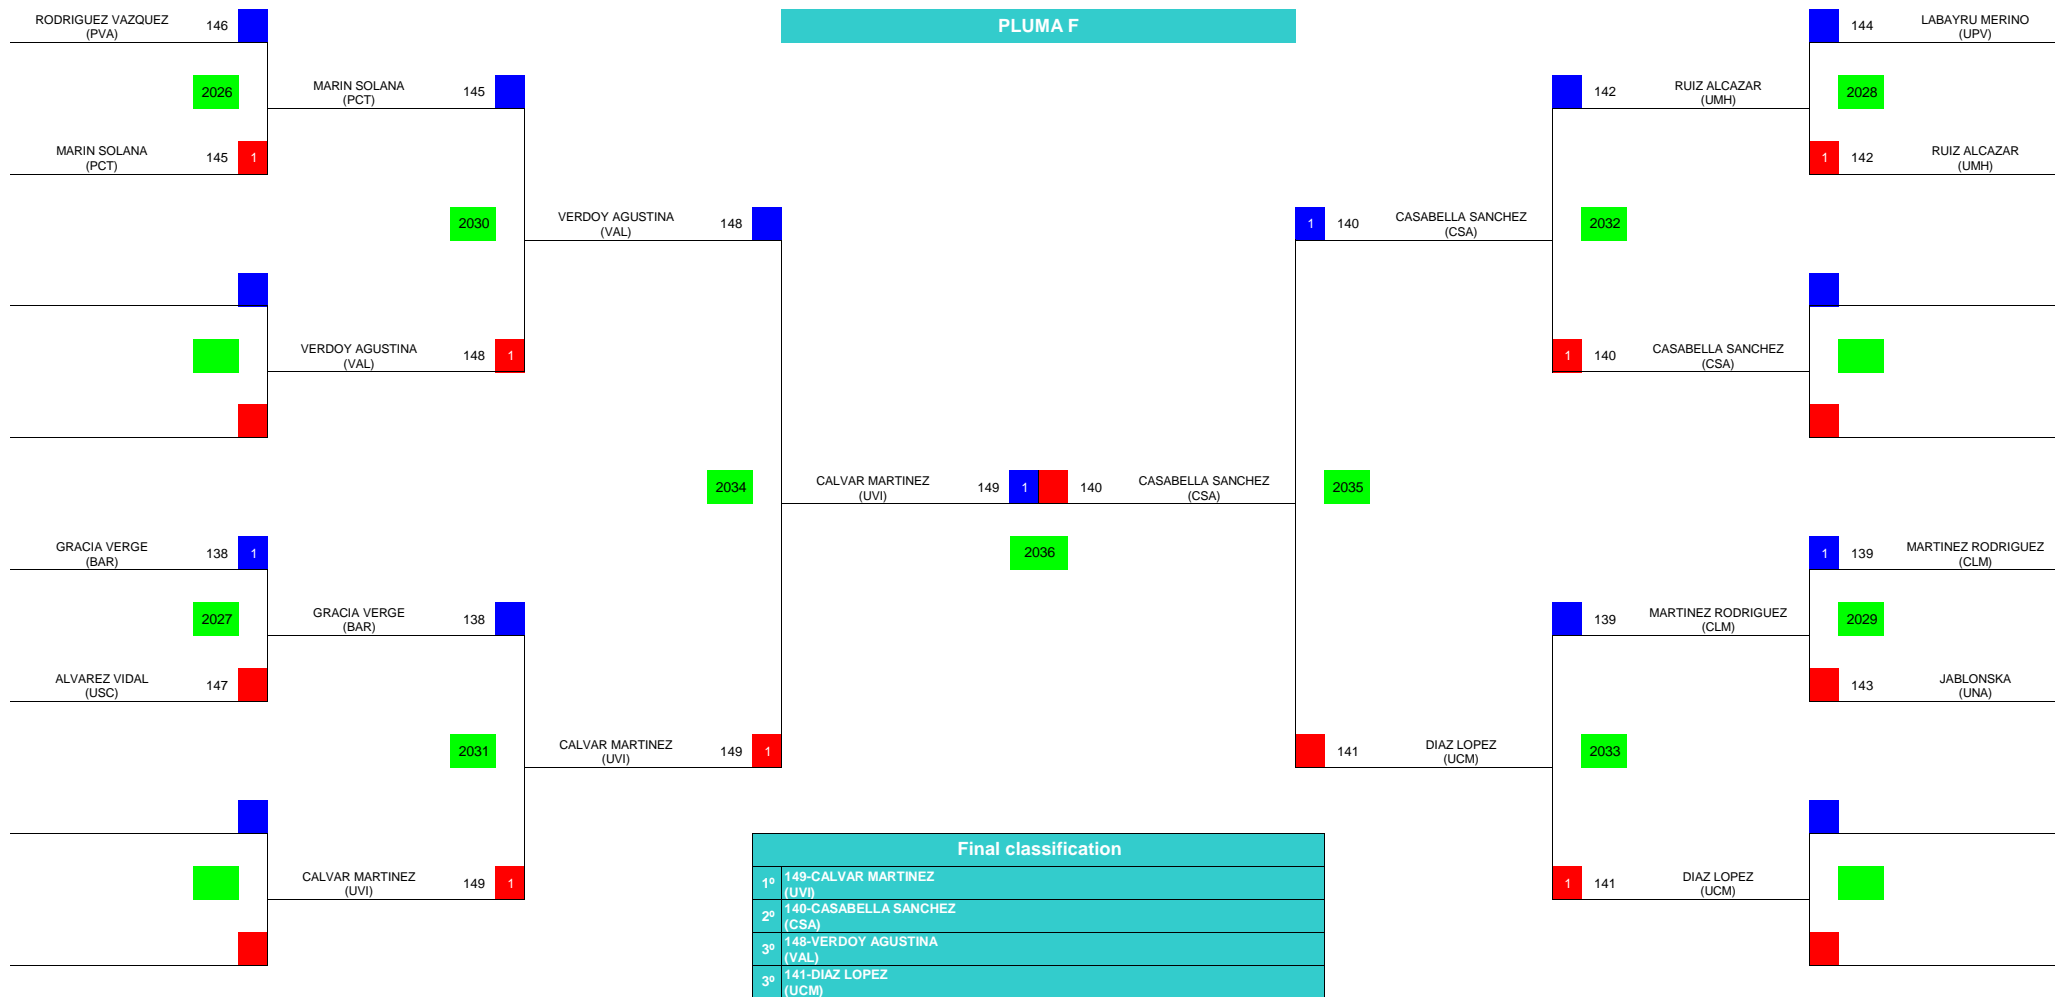 PLUMA F
RODRIGUEZ VAZQUEZ
(PVA)
146
2026
MARIN SOLANA
(PCT)
145 1
MARIN SOLANA
(PCT)
145
2030
VERDOY AGUSTINA
(VAL)
148 1
VERDOY AGUSTINA
(VAL)
148
2034
GRACIA VERGE
(BAR)
138 1
2027
ALVAREZ VIDAL
(USC)
147
GRACIA VERGE
(BAR)
138
2031
CALVAR MARTINEZ
(UVI)
149 1
CALVAR MARTINEZ
(UVI)
149 1
CALVAR MARTINEZ
(UVI)
149 1
140
CASABELLA SANCHEZ
(CSA)
2036
2035
1 140
CASABELLA SANCHEZ
(CSA)
2032
142
RUIZ ALCAZAR
(UMH)
144
LABAYRU MERINO
(UPV)
2028
1 142
RUIZ ALCAZAR
(UMH)
1 140
CASABELLA SANCHEZ
(CSA)
141
DIAZ LOPEZ
(UCM)
2033
139
MARTINEZ RODRIGUEZ
(CLM)
1 139
MARTINEZ RODRIGUEZ
(CLM)
2029
143
JABLONSKA
(UNA)
1 141
DIAZ LOPEZ
(UCM)
Final classification
1º 149-CALVAR MARTINEZ
(UVI)
2º 140-CASABELLA SANCHEZ
(CSA)
3º 148-VERDOY AGUSTINA
(VAL)
3º 141-DIAZ LOPEZ
(UCM)